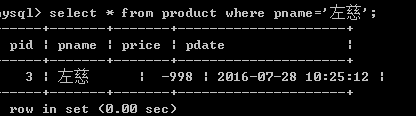 mysql> select * from product where pname='左慈';
pid | pname | price | pdate |
3 | 左慈 | -998 | 2016-07-28 10:25:12 |
row in set (0.00 sec)